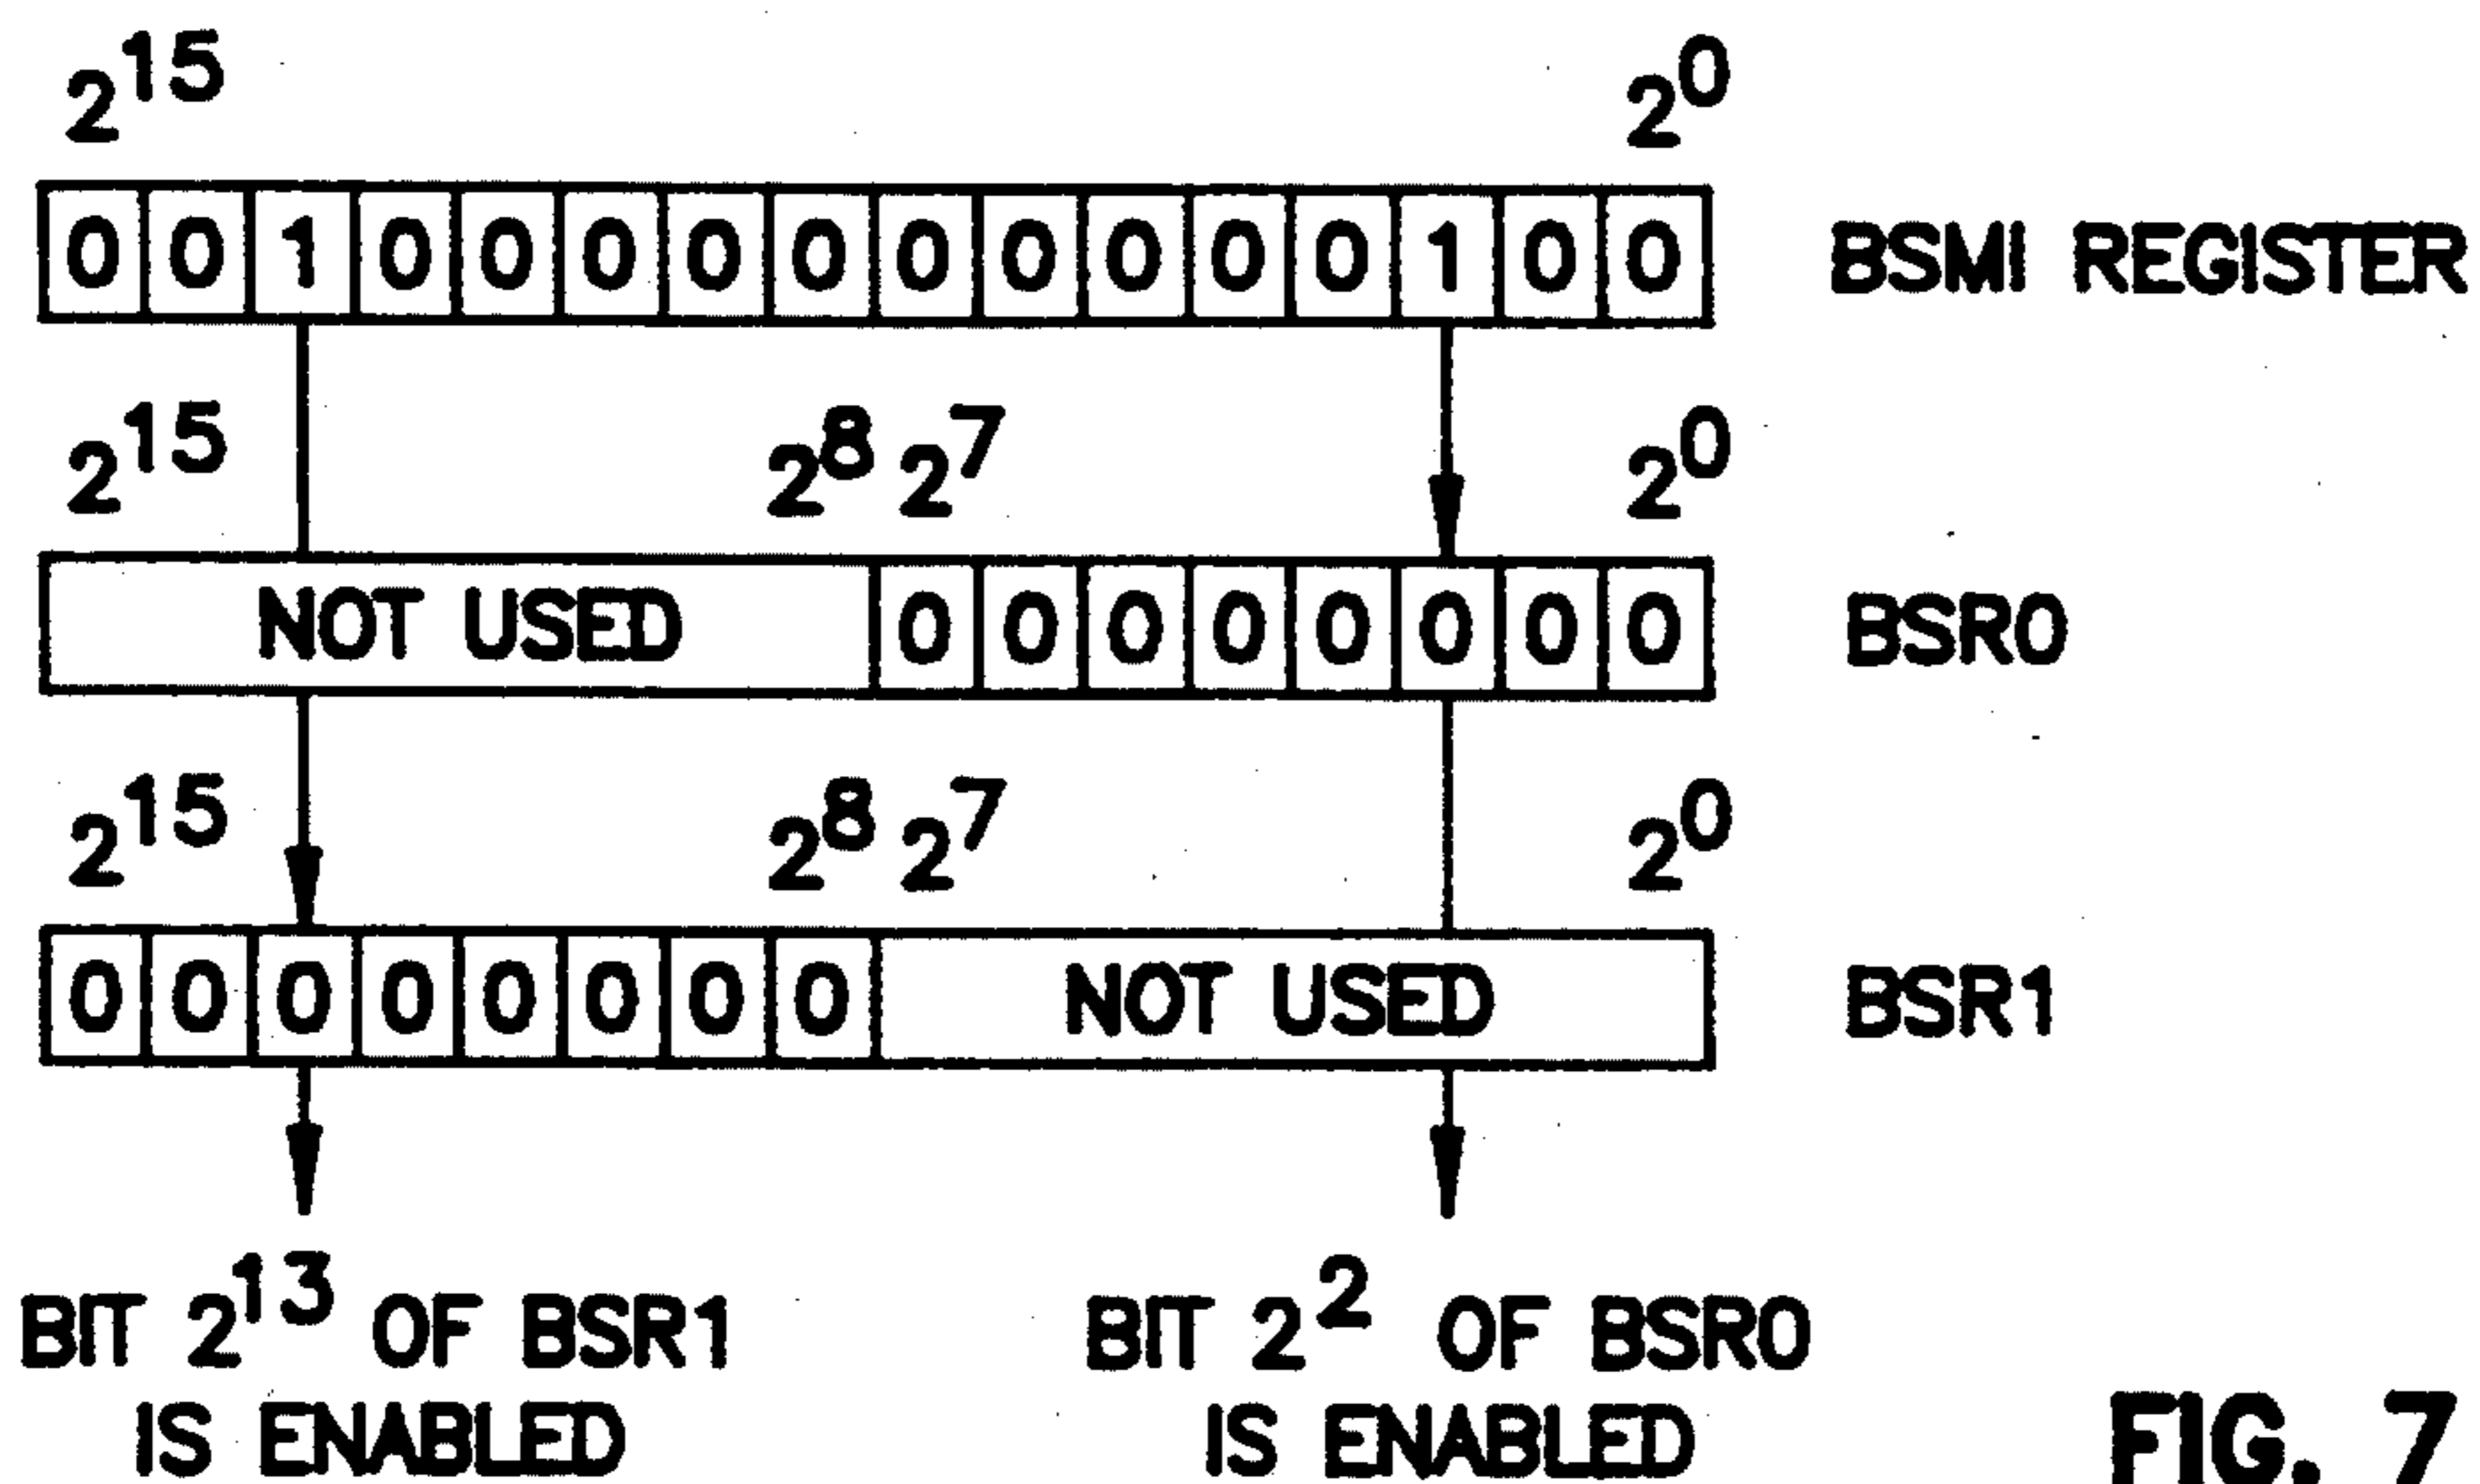 2^15 2^0
0 0 1 0 0 0 0 0 0 0 0 0 0 1 0 0 BSMI REGISTER
2^15 2^8 2^7 2^0
NOT USED 0 0 0 0 0 0 0 0 BSR0
2^15 2^8 2^7 2^0
0 0 0 0 0 0 0 0 NOT USED BSR1
BIT 2^13 OF BSR1
IS ENABLED
BIT 2^2 OF BSR0
IS ENABLED
FIG. 7